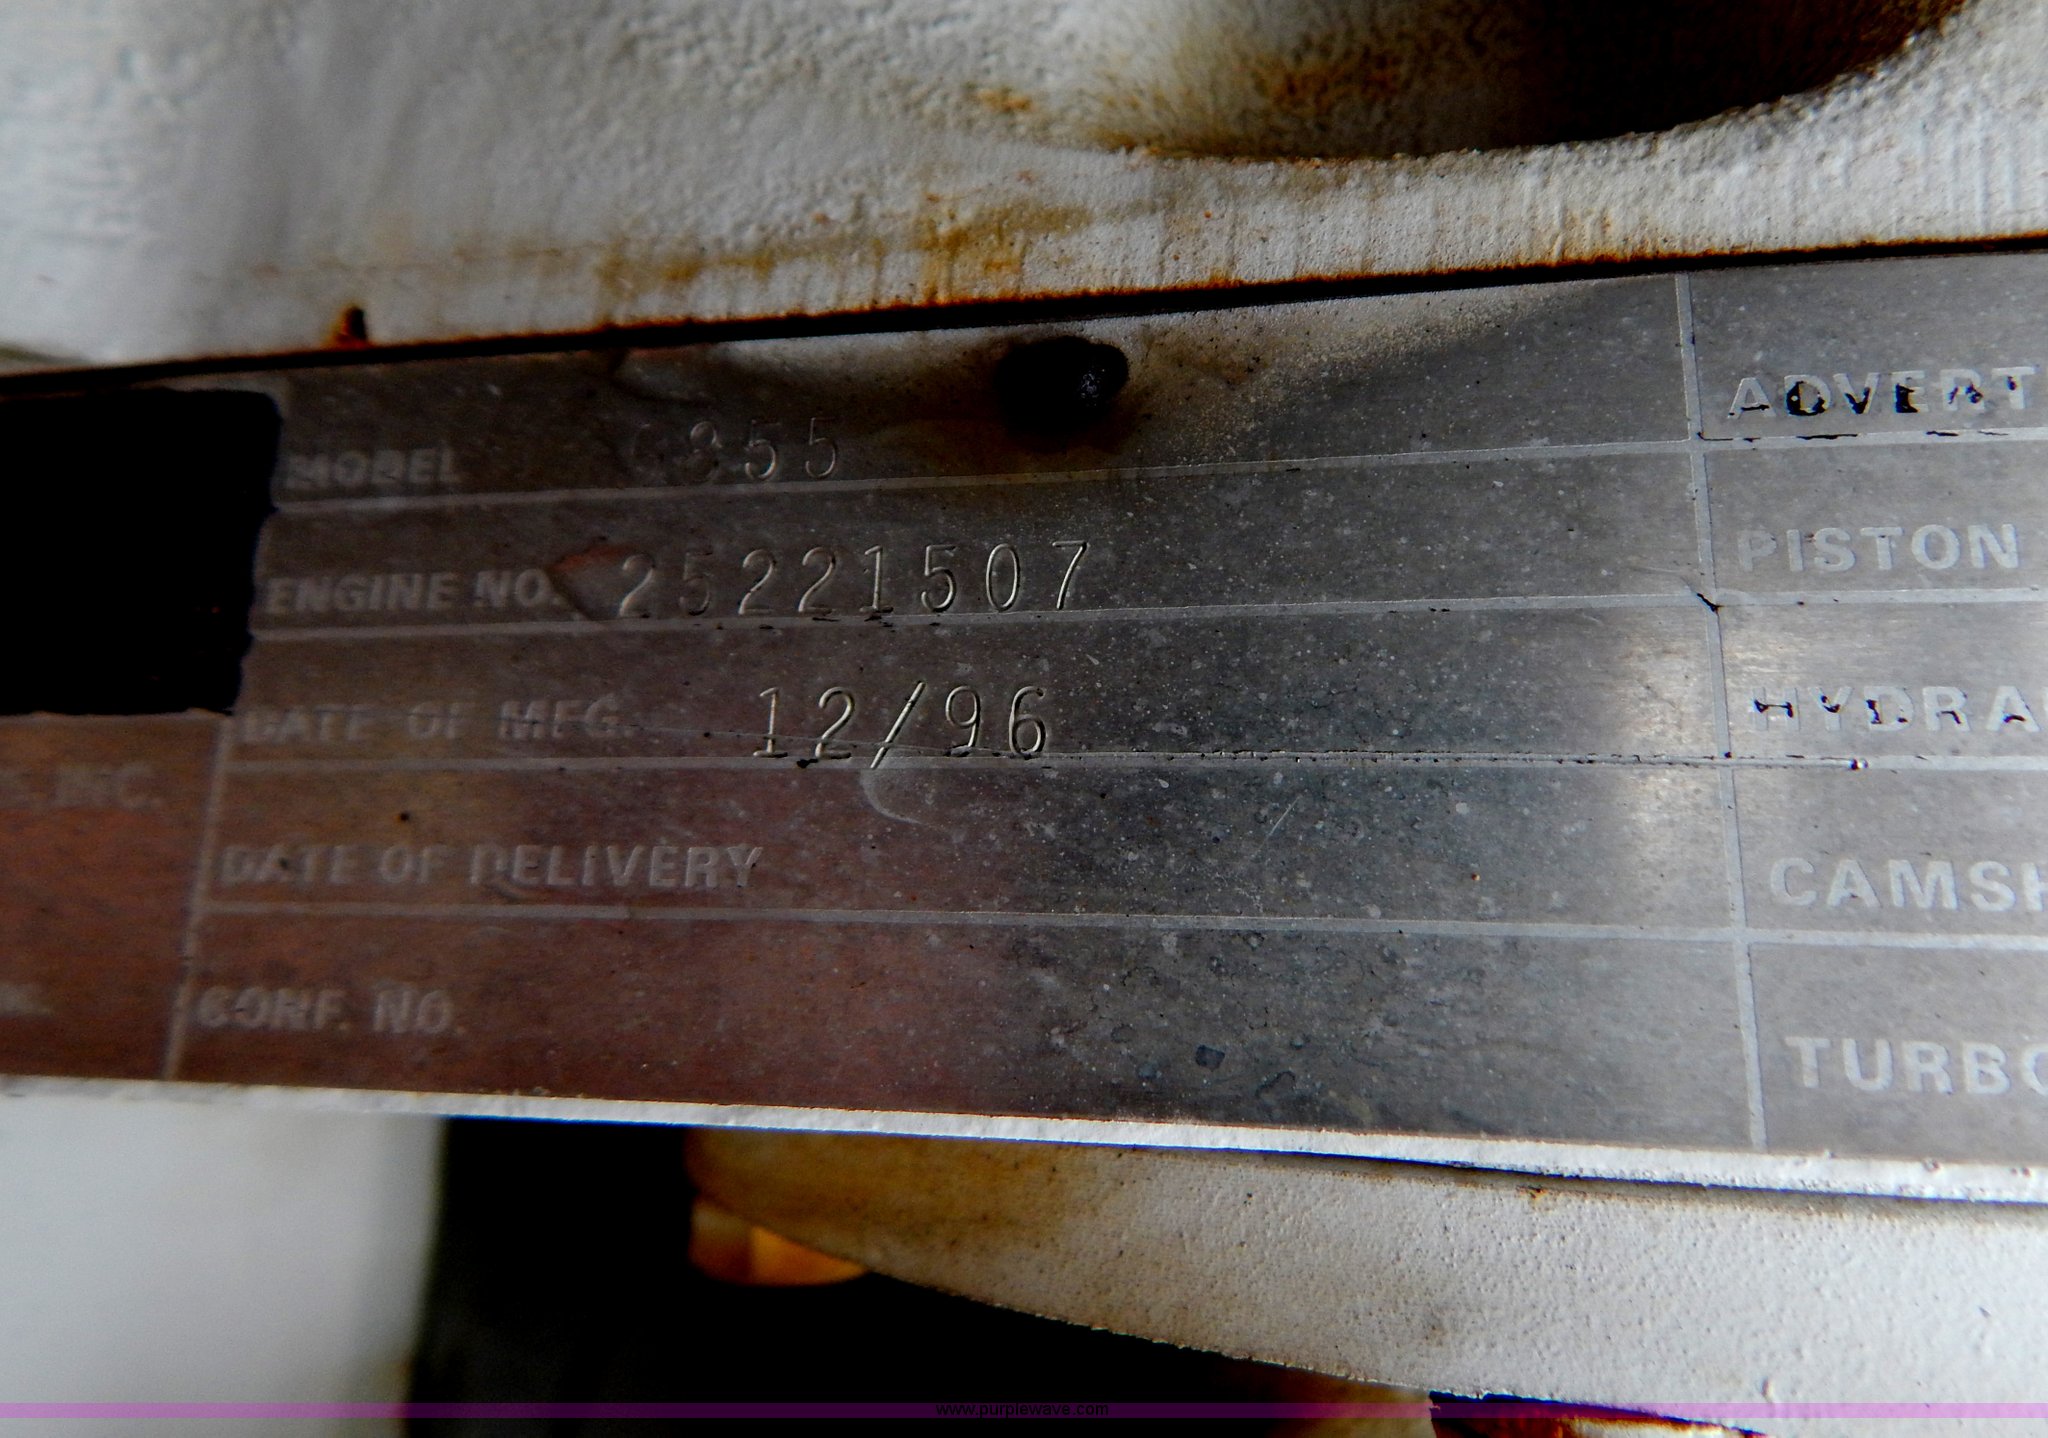 MODEL G855
ADVERT
ENGINE NO. 25221507
PISTON
DATE OF MFG. 12/96
HYDRA
INC.
DATE OF DELIVERY
CAMSH
CONF. NO.
TURBO
www.purplewave.com